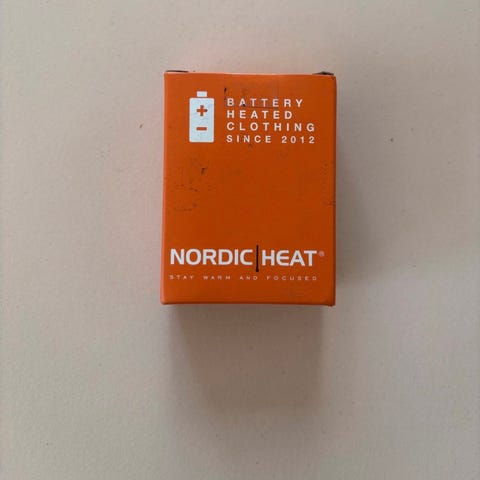 BATTERY
HEATED
CLOTHING
SINCE 2012
NORDIC|HEAT®
STAY WARM AND FOCUSED